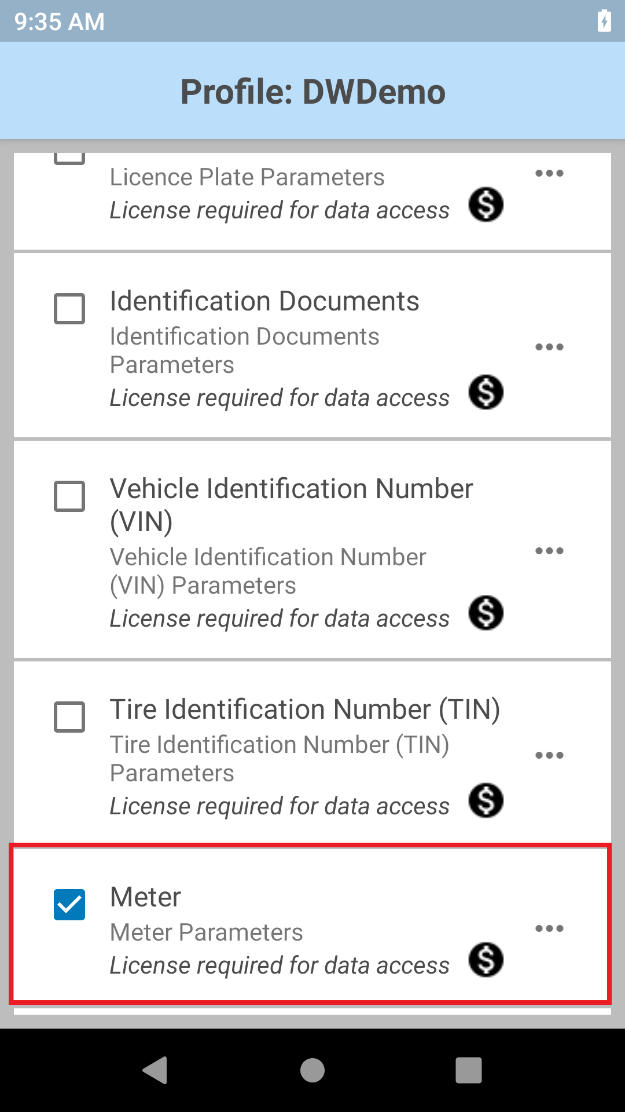 9:35 AM
Profile: DWDemo
Licence Plate Parameters
License required for data access
Identification Documents
Identification Documents
Parameters
License required for data access
Vehicle Identification Number
(VIN)
Vehicle Identification Number
(VIN) Parameters
License required for data access
Tire Identification Number (TIN)
Tire Identification Number (TIN)
Parameters
License required for data access
Meter
Meter Parameters
License required for data access